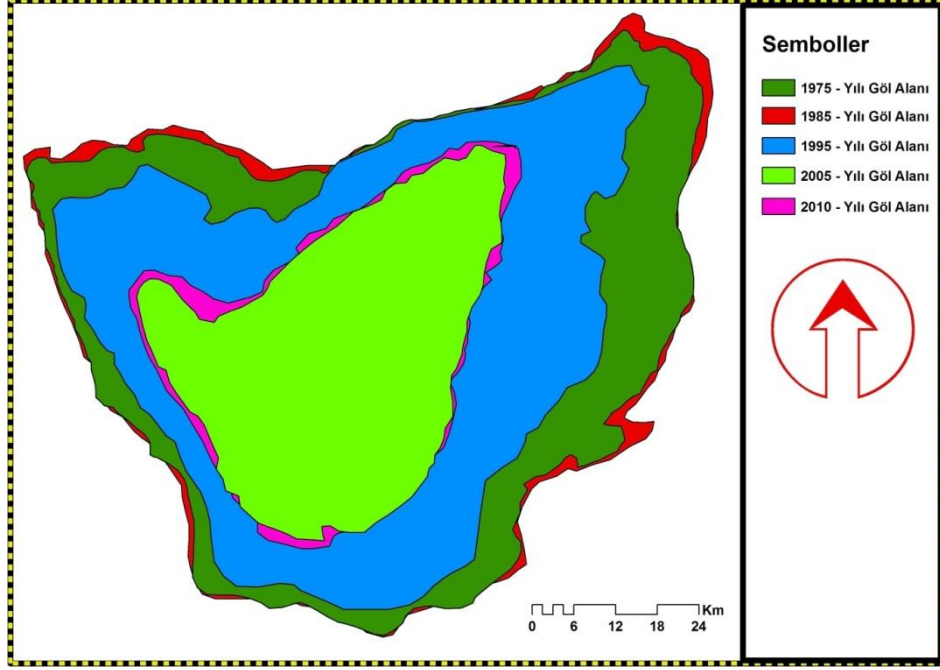 Semboller
1975 - Yılı Göl Alanı
1985 - Yılı Göl Alanı
1995 - Yılı Göl Alanı
2005 - Yılı Göl Alanı
2010 - Yılı Göl Alanı
Km
0 6 12 18 24